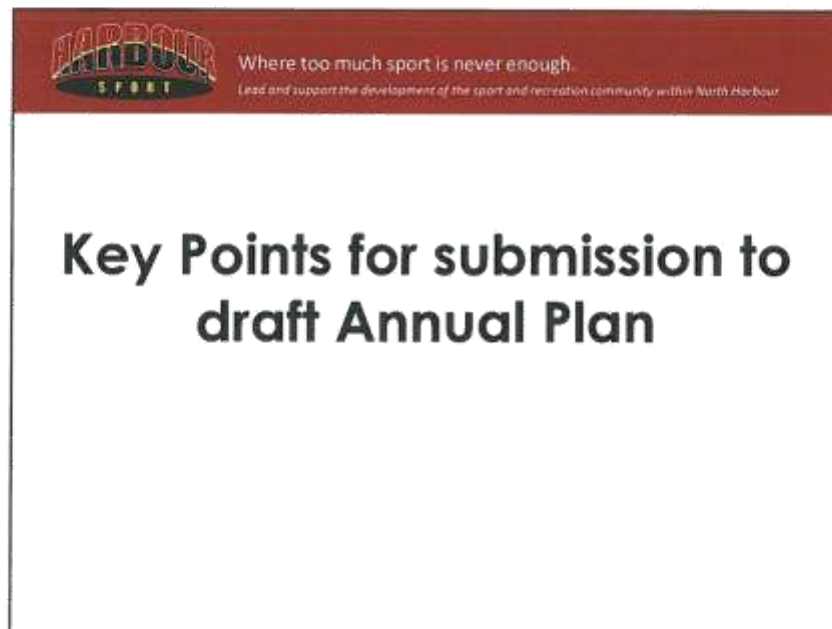 HARBOUR
SPORT
Where too much sport is never enough.
Lead and support the development of the sport and recreation community within North Harbour
Key Points for submission to
draft Annual Plan